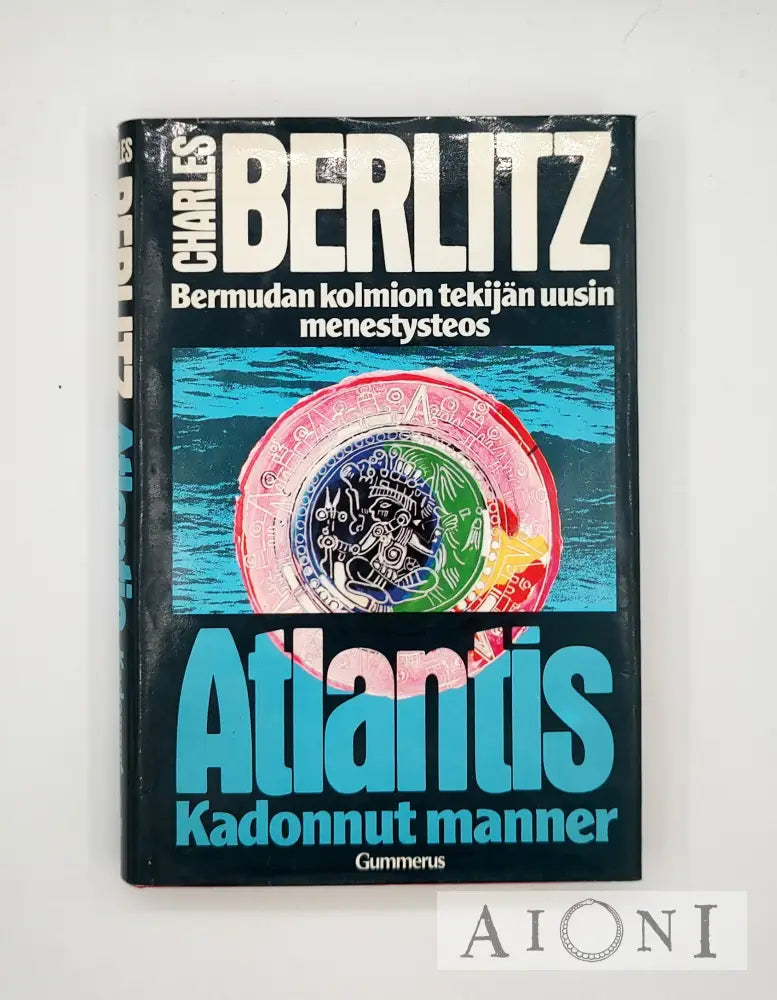 CHARLES
BERLITZ
Bermudan kolmion tekijän uusin
menestysteos
Atlantis
Kadonnut manner
Gummerus
AIONI